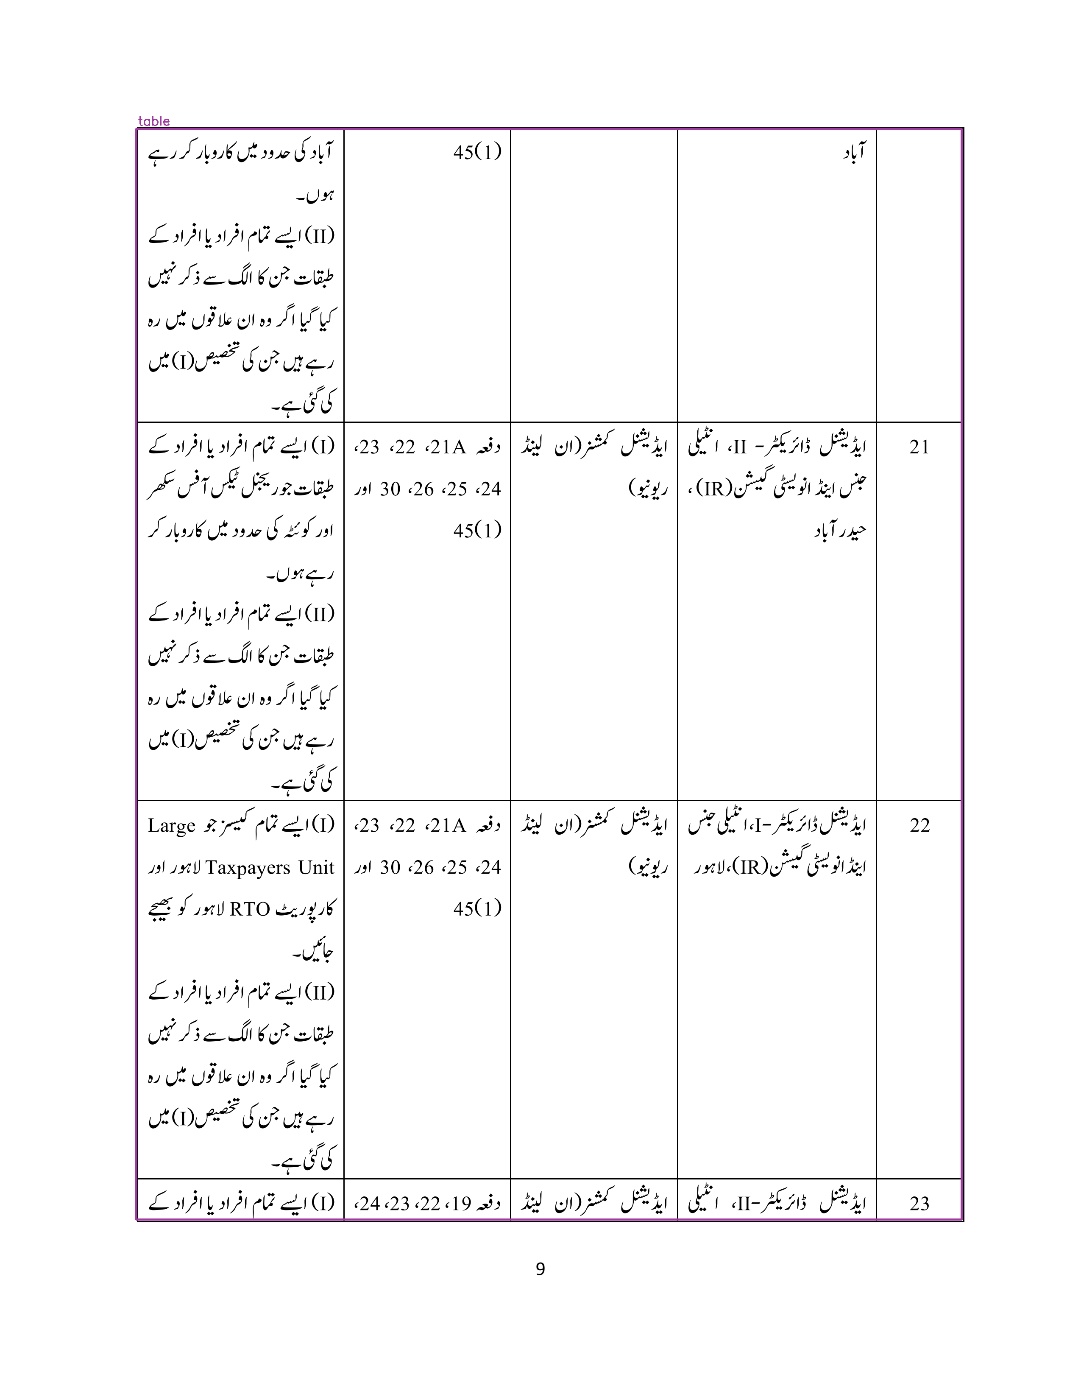 table
آباد
45(1)
آباد کی حدود میں کاروبار کر رہے
ہوں۔
(II) ایسے تمام افراد یا افراد کے
طبقات جن کا الگ سے ذکر نہیں
کیا گیا اگر وہ ان علاقوں میں رہ
رہے ہیں جن کی تخصیص (I) میں
کی گئی ہے۔
21
ایڈیشنل ڈائریکٹر - II، انٹیلی
جنس اینڈ انویسٹی گیشن (IR)،
حیدر آباد
ایڈیشنل کمشنر (ان لینڈ
ریونیو)
دفعہ 21A، 22، 23،
24، 25، 26، 30 اور
45(1)
(I) ایسے تمام افراد یا افراد کے
طبقات جو ریجنل ٹیکس آفس سکھر
اور کوئٹہ کی حدود میں کاروبار کر
رہے ہوں۔
(II) ایسے تمام افراد یا افراد کے
طبقات جن کا الگ سے ذکر نہیں
کیا گیا اگر وہ ان علاقوں میں رہ
رہے ہیں جن کی تخصیص (I) میں
کی گئی ہے۔
22
ایڈیشنل ڈائریکٹر -I، انٹیلی جنس
اینڈ انویسٹی گیشن (IR)، لاہور
ایڈیشنل کمشنر (ان لینڈ
ریونیو)
دفعہ 21A، 22، 23،
24، 25، 26، 30 اور
45(1)
(I) ایسے تمام کیسز جو Large
Taxpayers Unit لاہور اور
کارپوریٹ RTO لاہور کو بھیجے
جائیں۔
(II) ایسے تمام افراد یا افراد کے
طبقات جن کا الگ سے ذکر نہیں
کیا گیا اگر وہ ان علاقوں میں رہ
رہے ہیں جن کی تخصیص (I) میں
کی گئی ہے۔
23
ایڈیشنل ڈائریکٹر -II، انٹیلی
ایڈیشنل کمشنر (ان لینڈ
دفعہ 19، 22، 23، 24،
(I) ایسے تمام افراد یا افراد کے
9